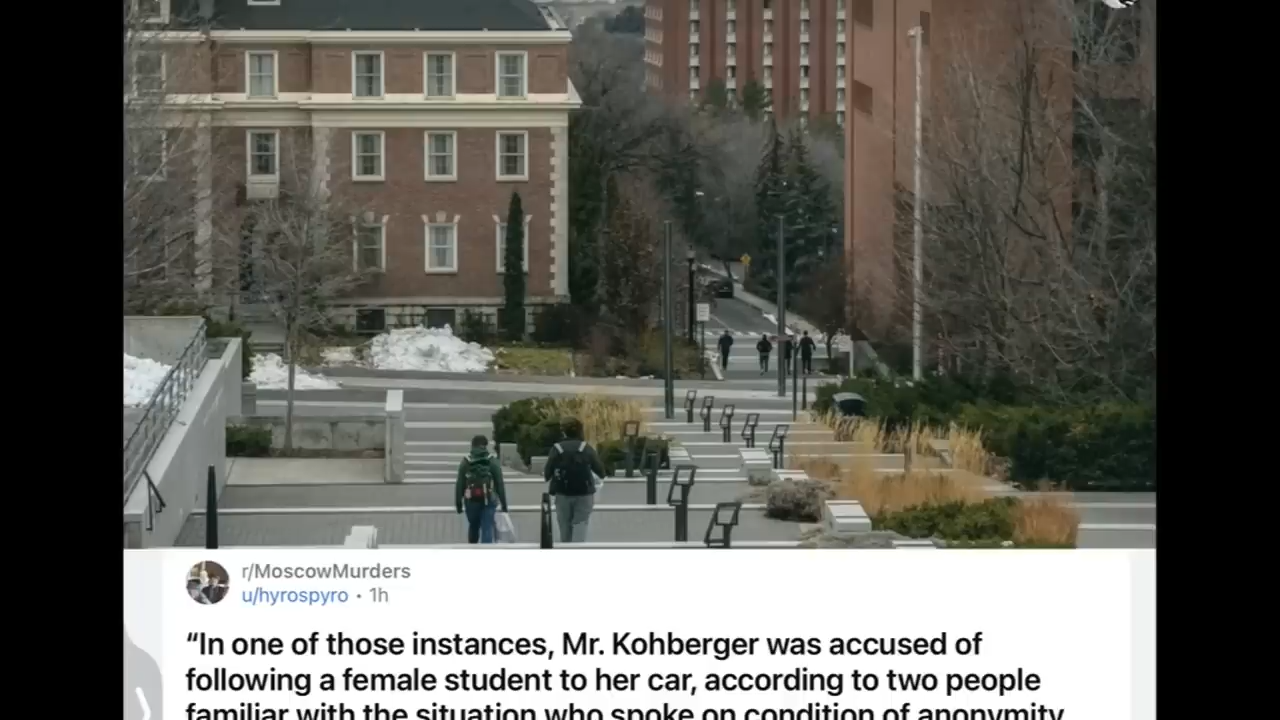 r/MoscowMurders
u/hyrospyro • 1h
“In one of those instances, Mr. Kohberger was accused of
following a female student to her car, according to two people
familiar with the situation who spoke on condition of anonymity